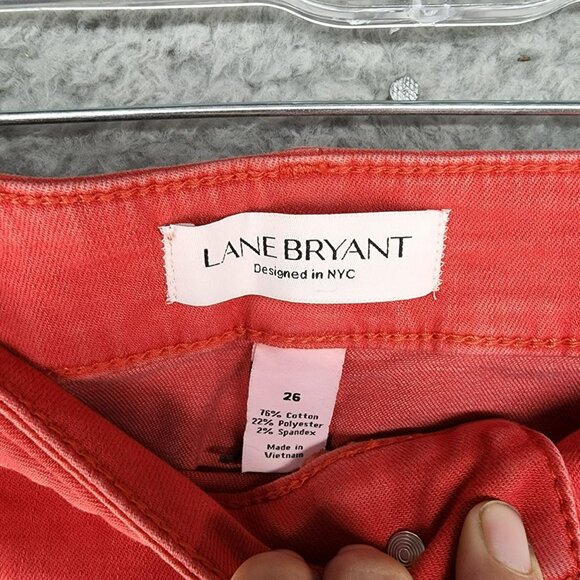 LANE BRYANT
Designed in NYC
26
76% Cotton
22% Polyester
2% Spandex
Made in
Vietnam